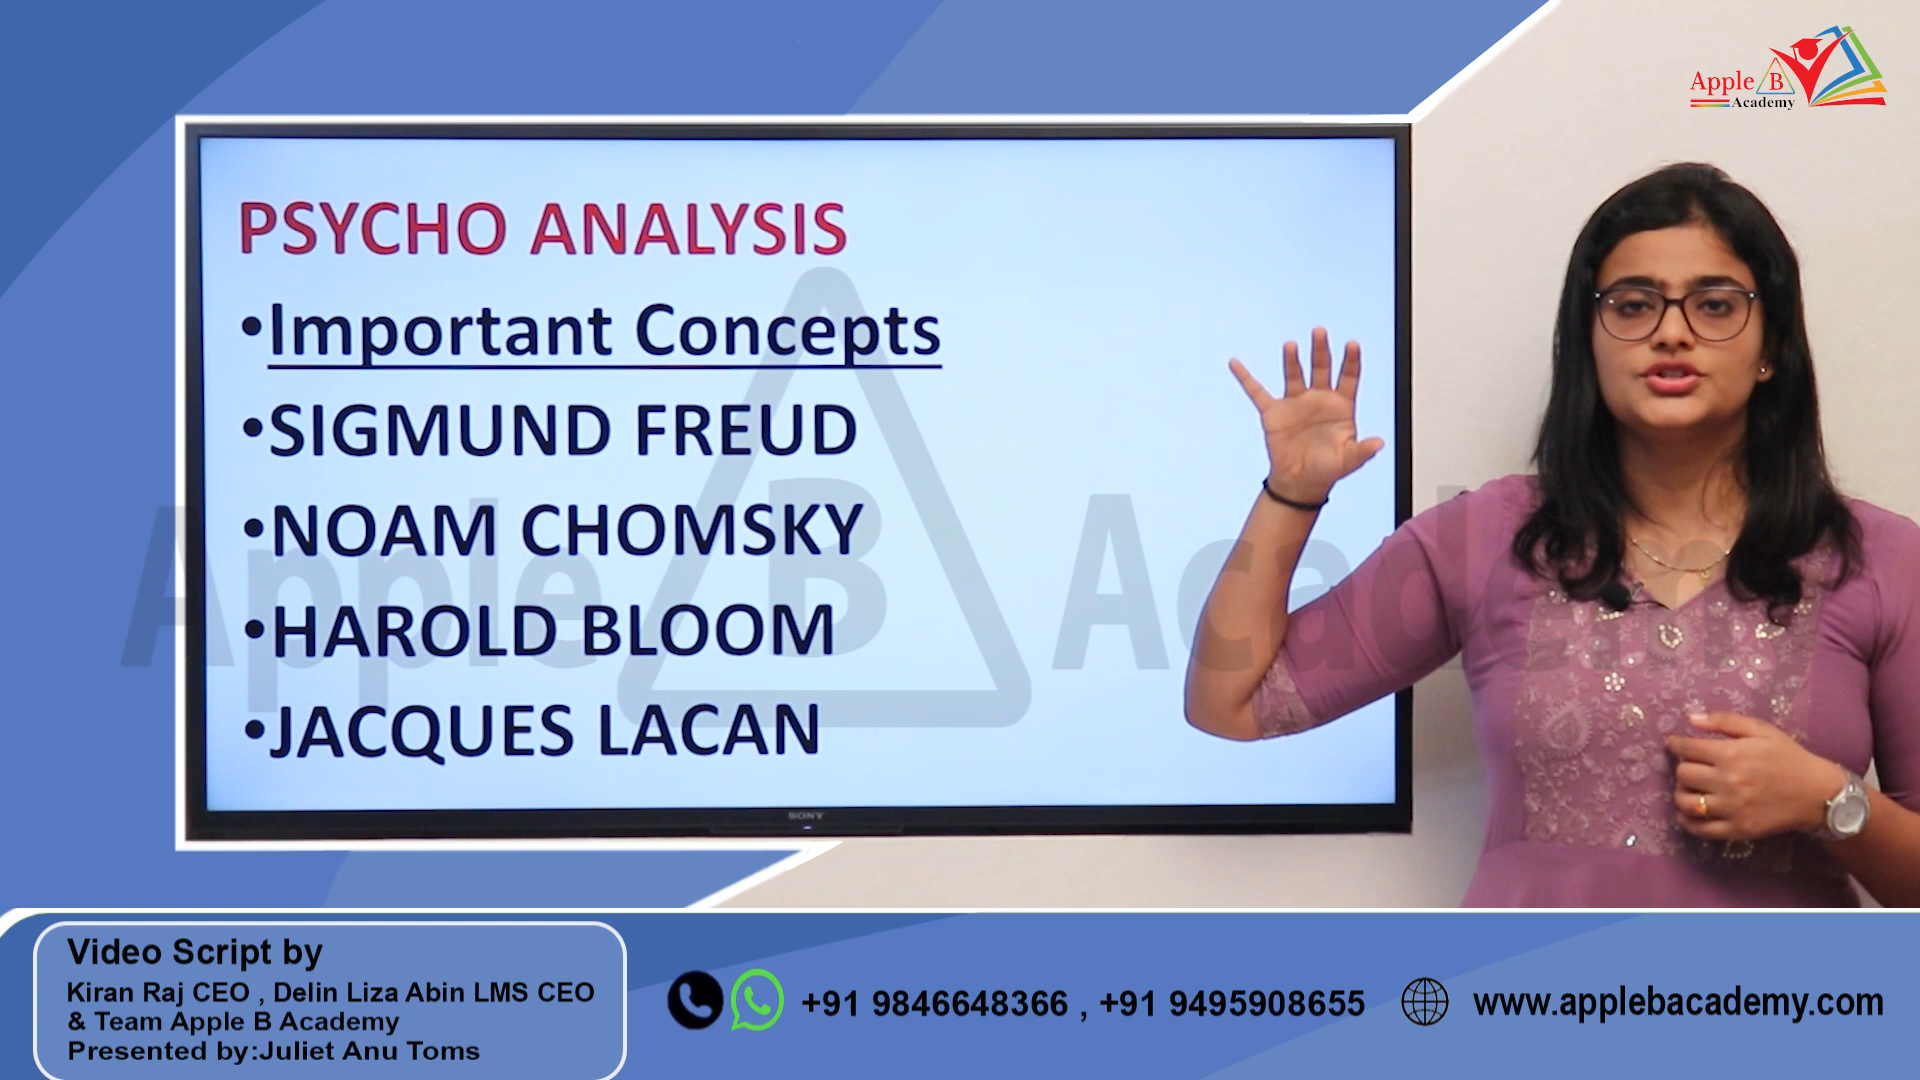 Apple B
Academy
PSYCHO ANALYSIS
•Important Concepts
•SIGMUND FREUD
•NOAM CHOMSKY
•HAROLD BLOOM
•JACQUES LACAN
Apple B Academy
SONY
Video Script by
Kiran Raj CEO , Delin Liza Abin LMS CEO
& Team Apple B Academy
Presented by:Juliet Anu Toms
+91 9846648366 , +91 9495908655
www.applebacademy.com